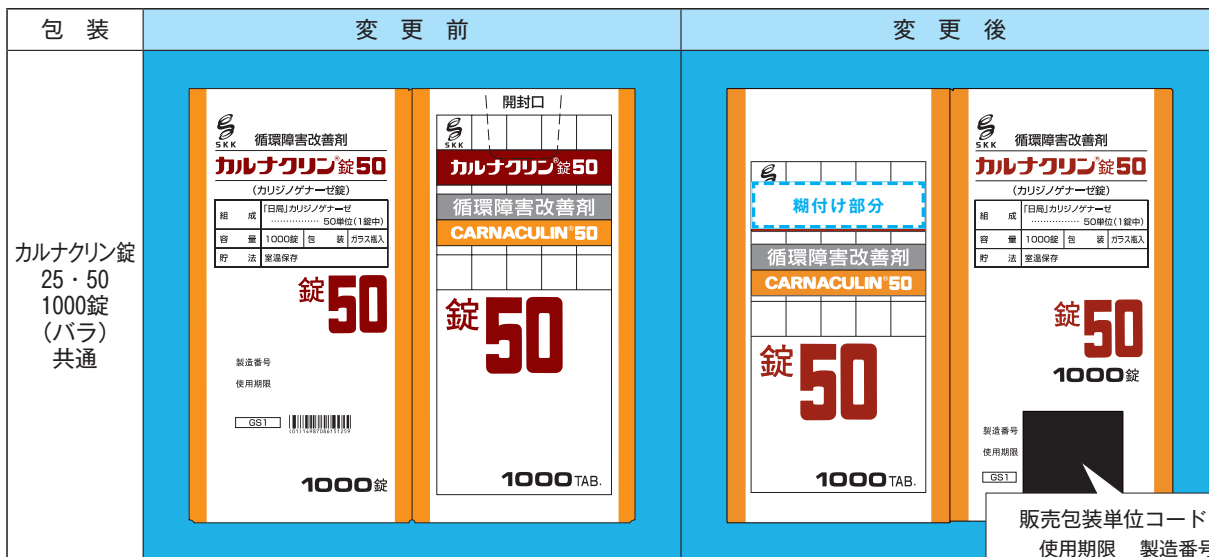 包 装
変 更 前
変 更 後
カルナクリン錠
25・50
1000錠
(バラ)
共通
SKK
循環障害改善剤
カルナクリン®錠50
(カリジノゲナーゼ錠)
組 成 「日局」カリジノゲナーゼ
……………… 50単位(1錠中)
容 量 1000錠 包 装 ガラス瓶入
貯 法 室温保存
錠50
製造番号
使用期限
GS1
(01)14987086151259
1000錠
開封口
SKK
カルナクリン®錠50
循環障害改善剤
CARNACULIN®50
錠50
1000TAB.
糊付け部分
循環障害改善剤
CARNACULIN®50
錠50
1000TAB.
SKK
循環障害改善剤
カルナクリン®錠50
(カリジノゲナーゼ錠)
組 成 「日局」カリジノゲナーゼ
……………… 50単位(1錠中)
容 量 1000錠 包 装 ガラス瓶入
貯 法 室温保存
錠50
1000錠
製造番号
使用期限
GS1
販売包装単位コード
使用期限 製造番号